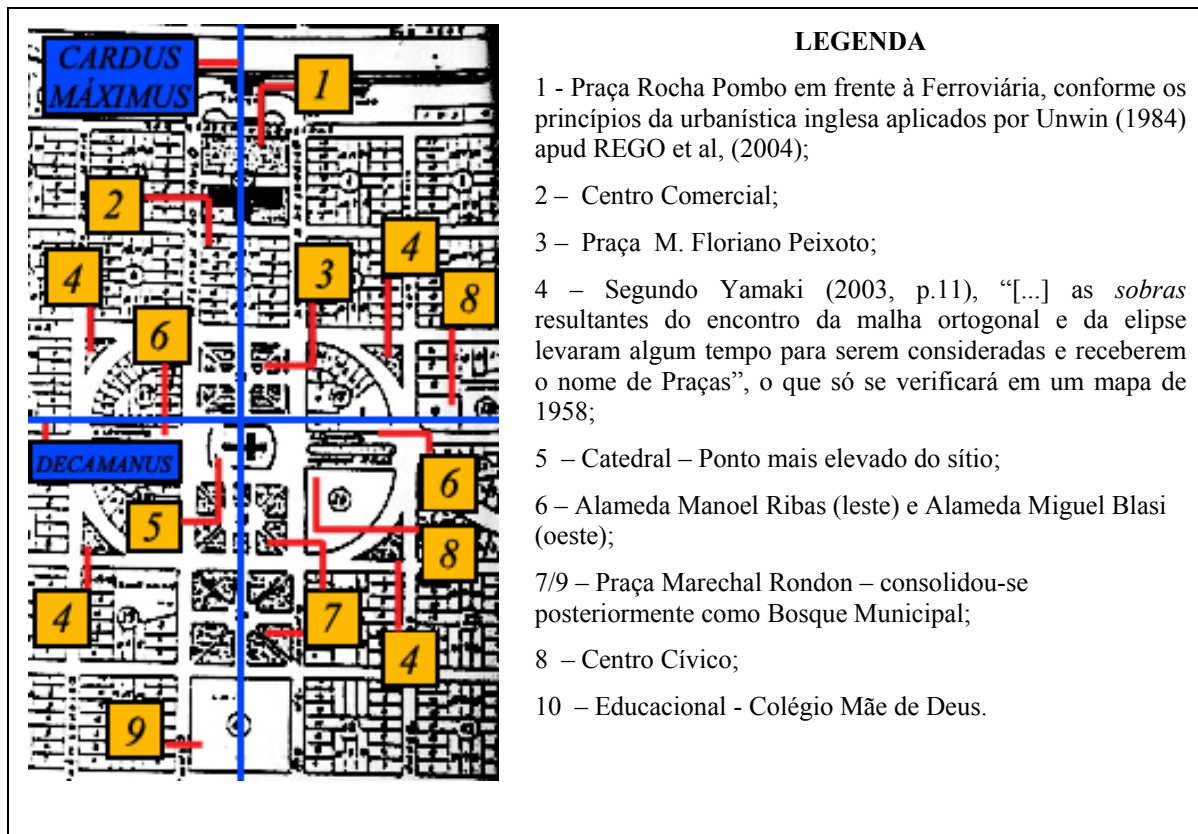 CARDUS
MÁXIMUS
1
2
4
3
4
8
6
DECAMANUS
6
5
8
4
7
4
9
LEGENDA
1 - Praça Rocha Pombo em frente à Ferroviária, conforme os
princípios da urbanística inglesa aplicados por Unwin (1984)
apud REGO et al, (2004);
2 – Centro Comercial;
3 – Praça M. Floriano Peixoto;
4 – Segundo Yamaki (2003, p.11), “[...] as sobras
resultantes do encontro da malha ortogonal e da elipse
levaram algum tempo para serem consideradas e receberem
o nome de Praças”, o que só se verificará em um mapa de
1958;
5 – Catedral – Ponto mais elevado do sítio;
6 – Alameda Manoel Ribas (leste) e Alameda Miguel Blasi
(oeste);
7/9 – Praça Marechal Rondon – consolidou-se
posteriormente como Bosque Municipal;
8 – Centro Cívico;
10 – Educacional - Colégio Mãe de Deus.